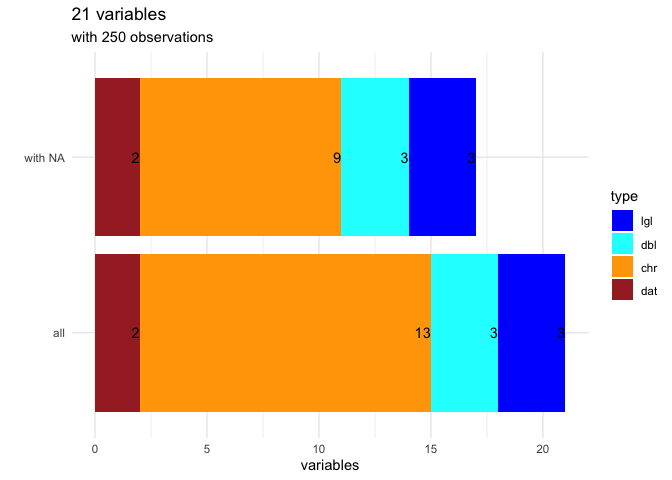 21 variables
with 250 observations
with NA
2
9
3
3
all
2
13
3
3
0
5
10
15
20
variables
type
lgl
dbl
chr
dat